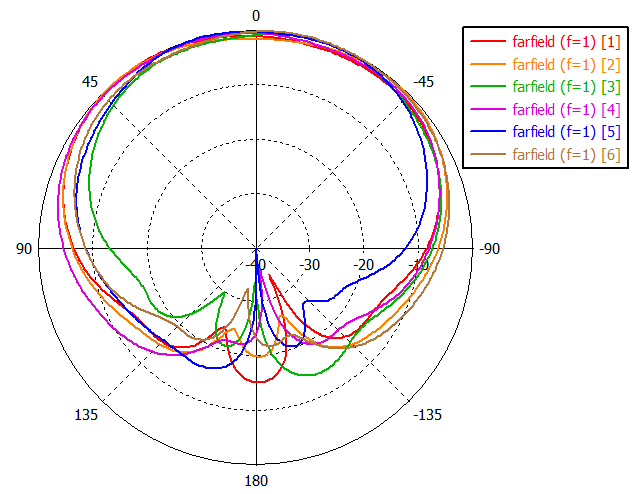 0
farfield (f=1) [1]
farfield (f=1) [2]
farfield (f=1) [3]
farfield (f=1) [4]
farfield (f=1) [5]
farfield (f=1) [6]
45
-45
90
-90
-40
-30
-20
-10
135
-135
180